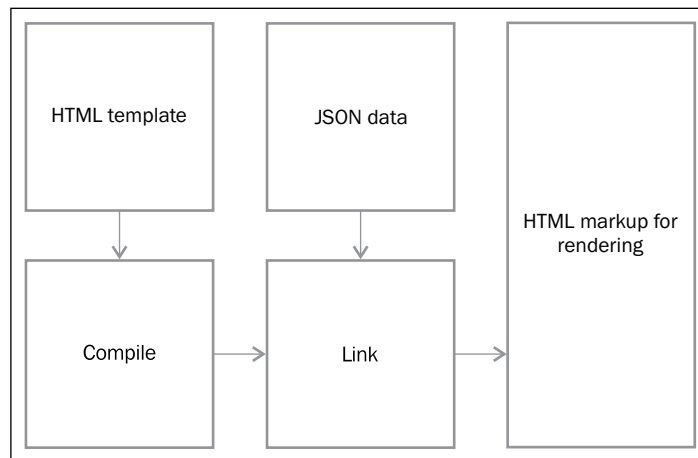 HTML template
JSON data
HTML markup for
rendering
Compile
Link